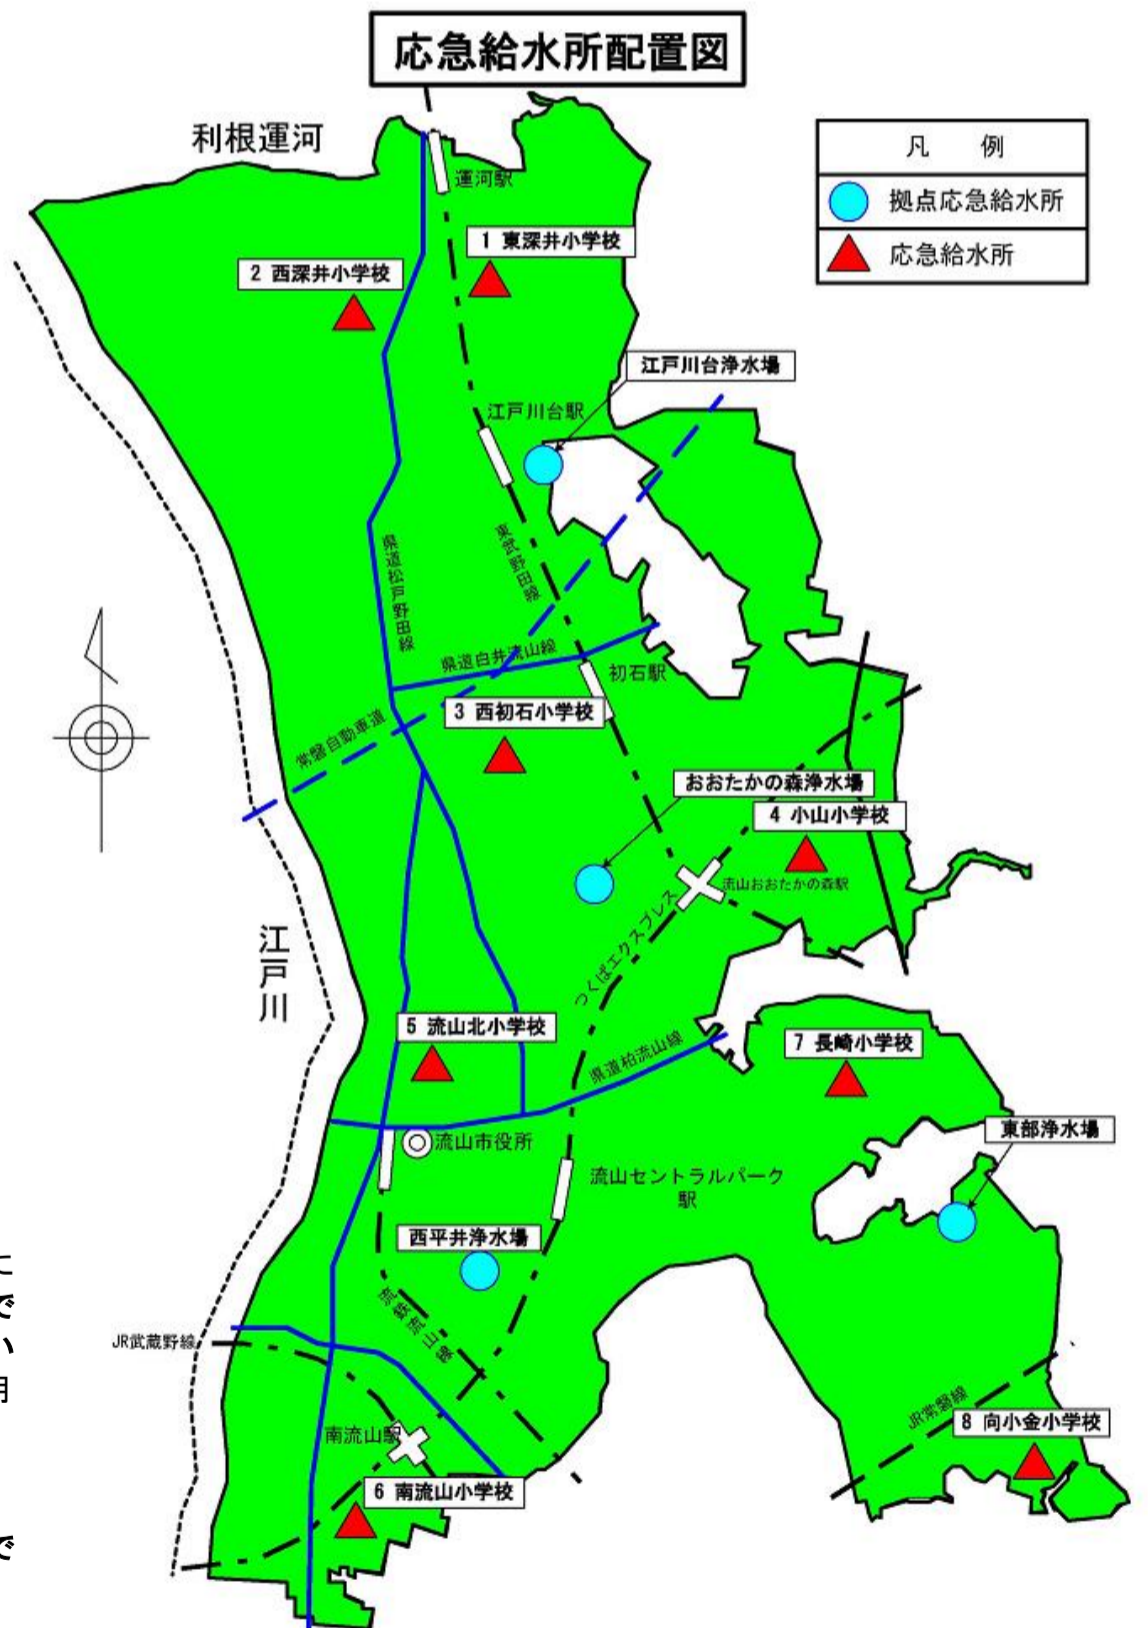 応急給水所配置図
利根運河
凡 例
拠点応急給水所
応急給水所
運河駅
1 東深井小学校
2 西深井小学校
江戸川台浄水場
江戸川台駅
東武野田線
県道松戸野田線
県道白井流山線
初石駅
3 西初石小学校
常磐自動車道
おおたかの森浄水場
4 小山小学校
流山おおたかの森駅
つくばエクスプレス
江戸川
5 流山北小学校
県道柏流山線
7 長崎小学校
東部浄水場
流山市役所
流山セントラルパーク
駅
西平井浄水場
流鉄流山線
JR武蔵野線
JR常磐線
8 向小金小学校
南流山駅
6 南流山小学校
に
で
い
で